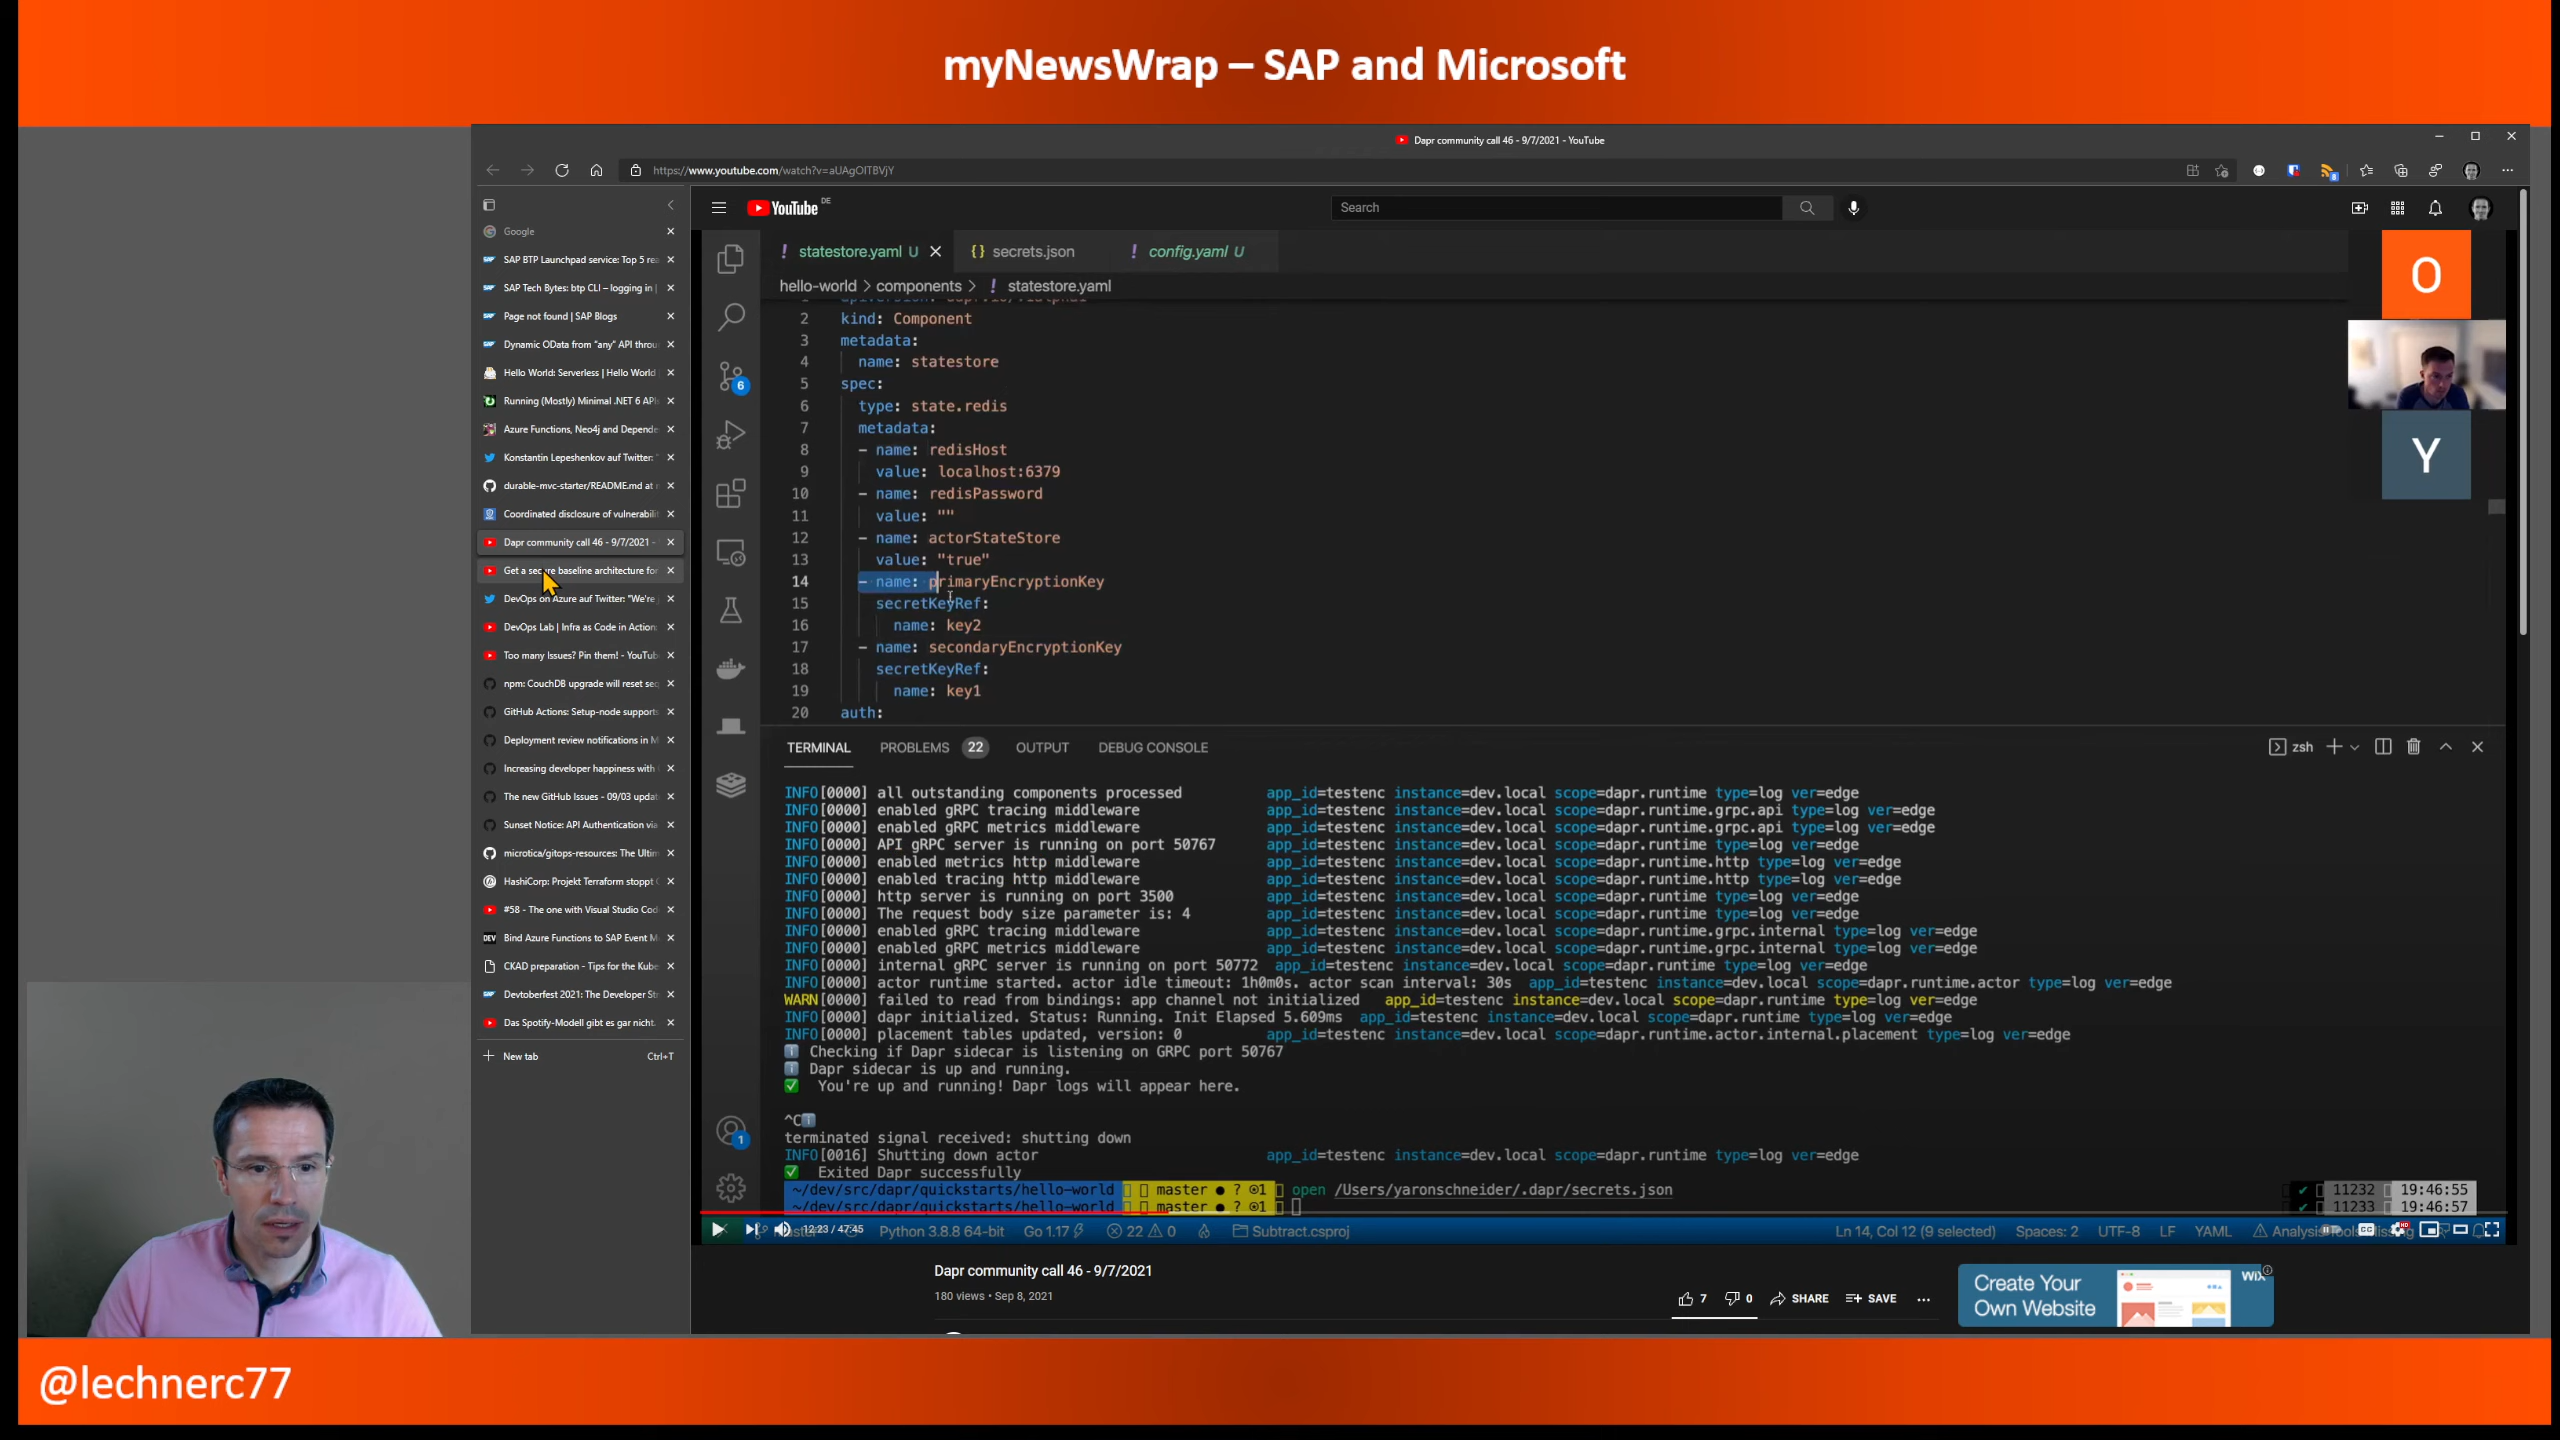 myNewsWrap – SAP and Microsoft
Dapr community call 46 - 9/7/2021 - YouTube
https://www.youtube.com/watch?v=aUAgOITBVjY
Google
SAP BTP Launchpad service: Top 5 rea
SAP Tech Bytes: btp CLI – logging in |
Page not found | SAP Blogs
Dynamic OData from "any" API throu
Hello World: Serverless | Hello World
Running (Mostly) Minimal .NET 6 APIs
Azure Functions, Neo4j and Depende
Konstantin Lepeshenkov auf Twitter: "
durable-mvc-starter/README.md at
Coordinated disclosure of vulnerabilit
Dapr community call 46 - 9/7/2021 -
Get a secure baseline architecture for
DevOps on Azure auf Twitter: "We're
DevOps Lab | Infra as Code in Action:
Too many Issues? Pin them! - YouTub
npm: CouchDB upgrade will reset seq
GitHub Actions: Setup-node supports
Deployment review notifications in M
Increasing developer happiness with
The new GitHub Issues - 09/03 updat
Sunset Notice: API Authentication via
microtica/gitops-resources: The Ultim
HashiCorp: Projekt Terraform stoppt
#58 - The one with Visual Studio Cod
DEV Bind Azure Functions to SAP Event M
CKAD preparation - Tips for the Kube
Devtoberfest 2021: The Developer St
Das Spotify-Modell gibt es gar nicht.
New tab Ctrl+T
YouTube DE
Search
statestore.yaml U
{} secrets.json
! config.yaml U
hello-world > components > ! statestore.yaml
2 kind: Component
3 metadata:
4 name: statestore
5 spec:
6 type: state.redis
7 metadata:
8 - name: redisHost
9 value: localhost:6379
10 - name: redisPassword
11 value: ""
12 - name: actorStateStore
13 value: "true"
14 - name: primaryEncryptionKey
15 secretKeyRef:
16 name: key2
17 - name: secondaryEncryptionKey
18 secretKeyRef:
19 name: key1
20 auth:
O
Y
6
1
TERMINAL PROBLEMS 22 OUTPUT DEBUG CONSOLE
zsh
INFO[0000] all outstanding components processed app_id=testenc instance=dev.local scope=dapr.runtime type=log ver=edge
INFO[0000] enabled gRPC tracing middleware app_id=testenc instance=dev.local scope=dapr.runtime.grpc.api type=log ver=edge
INFO[0000] enabled gRPC metrics middleware app_id=testenc instance=dev.local scope=dapr.runtime.grpc.api type=log ver=edge
INFO[0000] API gRPC server is running on port 50767 app_id=testenc instance=dev.local scope=dapr.runtime type=log ver=edge
INFO[0000] enabled metrics http middleware app_id=testenc instance=dev.local scope=dapr.runtime.http type=log ver=edge
INFO[0000] enabled tracing http middleware app_id=testenc instance=dev.local scope=dapr.runtime.http type=log ver=edge
INFO[0000] http server is running on port 3500 app_id=testenc instance=dev.local scope=dapr.runtime type=log ver=edge
INFO[0000] The request body size parameter is: 4 app_id=testenc instance=dev.local scope=dapr.runtime type=log ver=edge
INFO[0000] enabled gRPC tracing middleware app_id=testenc instance=dev.local scope=dapr.runtime.grpc.internal type=log ver=edge
INFO[0000] enabled gRPC metrics middleware app_id=testenc instance=dev.local scope=dapr.runtime.grpc.internal type=log ver=edge
INFO[0000] internal gRPC server is running on port 50772 app_id=testenc instance=dev.local scope=dapr.runtime type=log ver=edge
INFO[0000] actor runtime started. actor idle timeout: 1h0m0s. actor scan interval: 30s app_id=testenc instance=dev.local scope=dapr.runtime.actor type=log ver=edge
WARN[0000] failed to read from bindings: app channel not initialized app_id=testenc instance=dev.local scope=dapr.runtime type=log ver=edge
INFO[0000] dapr initialized. Status: Running. Init Elapsed 5.609ms app_id=testenc instance=dev.local scope=dapr.runtime type=log ver=edge
INFO[0000] placement tables updated, version: 0 app_id=testenc instance=dev.local scope=dapr.runtime.actor.internal.placement type=log ver=edge
Checking if Dapr sidecar is listening on GRPC port 50767
Dapr sidecar is up and running.
You're up and running! Dapr logs will appear here.
^C
terminated signal received: shutting down
INFO[0016] Shutting down actor app_id=testenc instance=dev.local scope=dapr.runtime type=log ver=edge
Exited Dapr successfully
~/dev/src/dapr/quickstarts/hello-world master ● ? ⊙1 open /Users/yaronschneider/.dapr/secrets.json ✔ 11232 19:46:55
~/dev/src/dapr/quickstarts/hello-world master ● ? ⊙1 ✔ 11233 19:46:57
12:23 / 47:45 Python 3.8.8 64-bit Go 1.17 22 0 Subtract.csproj Ln 14, Col 12 (9 selected) Spaces: 2 UTF-8 LF YAML
Dapr community call 46 - 9/7/2021
180 views • Sep 8, 2021
7 0 SHARE SAVE ...
Create Your
Own Website
WiX
@lechnerc77